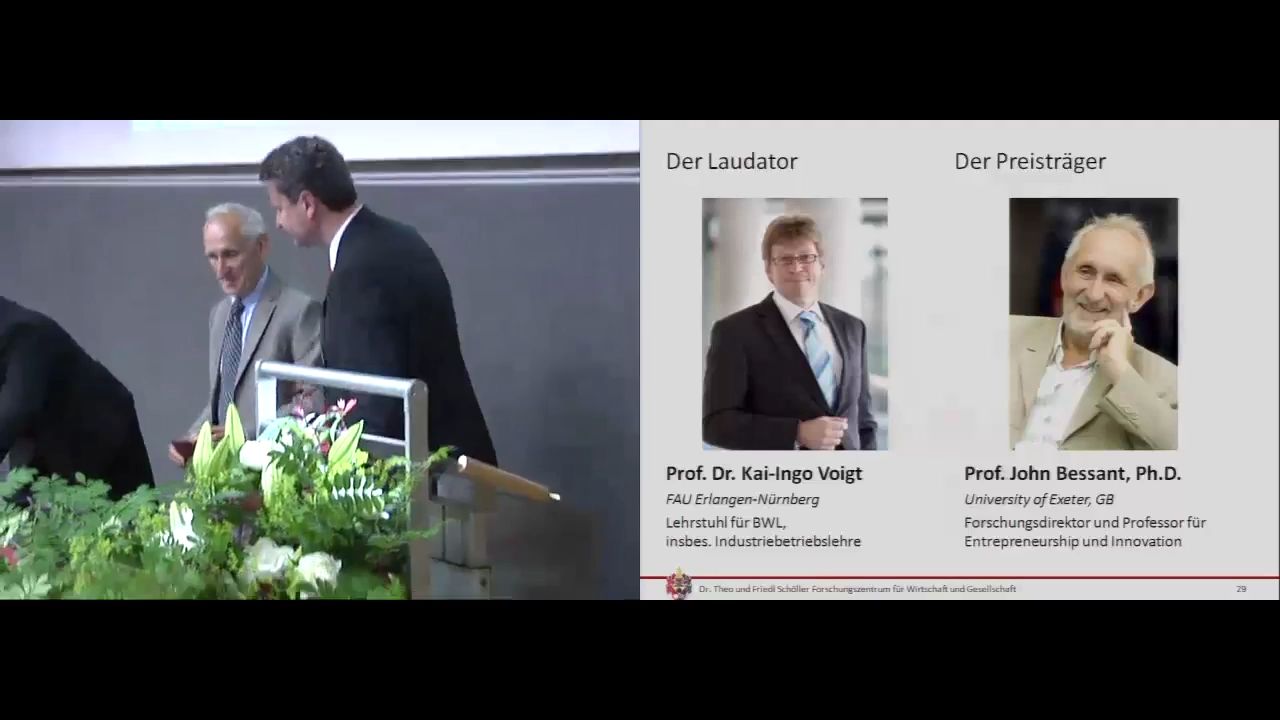 Der Laudator
Der Preisträger
Prof. Dr. Kai-Ingo Voigt
FAU Erlangen-Nürnberg
Lehrstuhl für BWL,
insbes. Industriebetriebslehre
Prof. John Bessant, Ph.D.
University of Exeter, GB
Forschungsdirektor und Professor für
Entrepreneurship und Innovation
Dr. Theo und Friedl Schöller Forschungszentrum für Wirtschaft und Gesellschaft
29